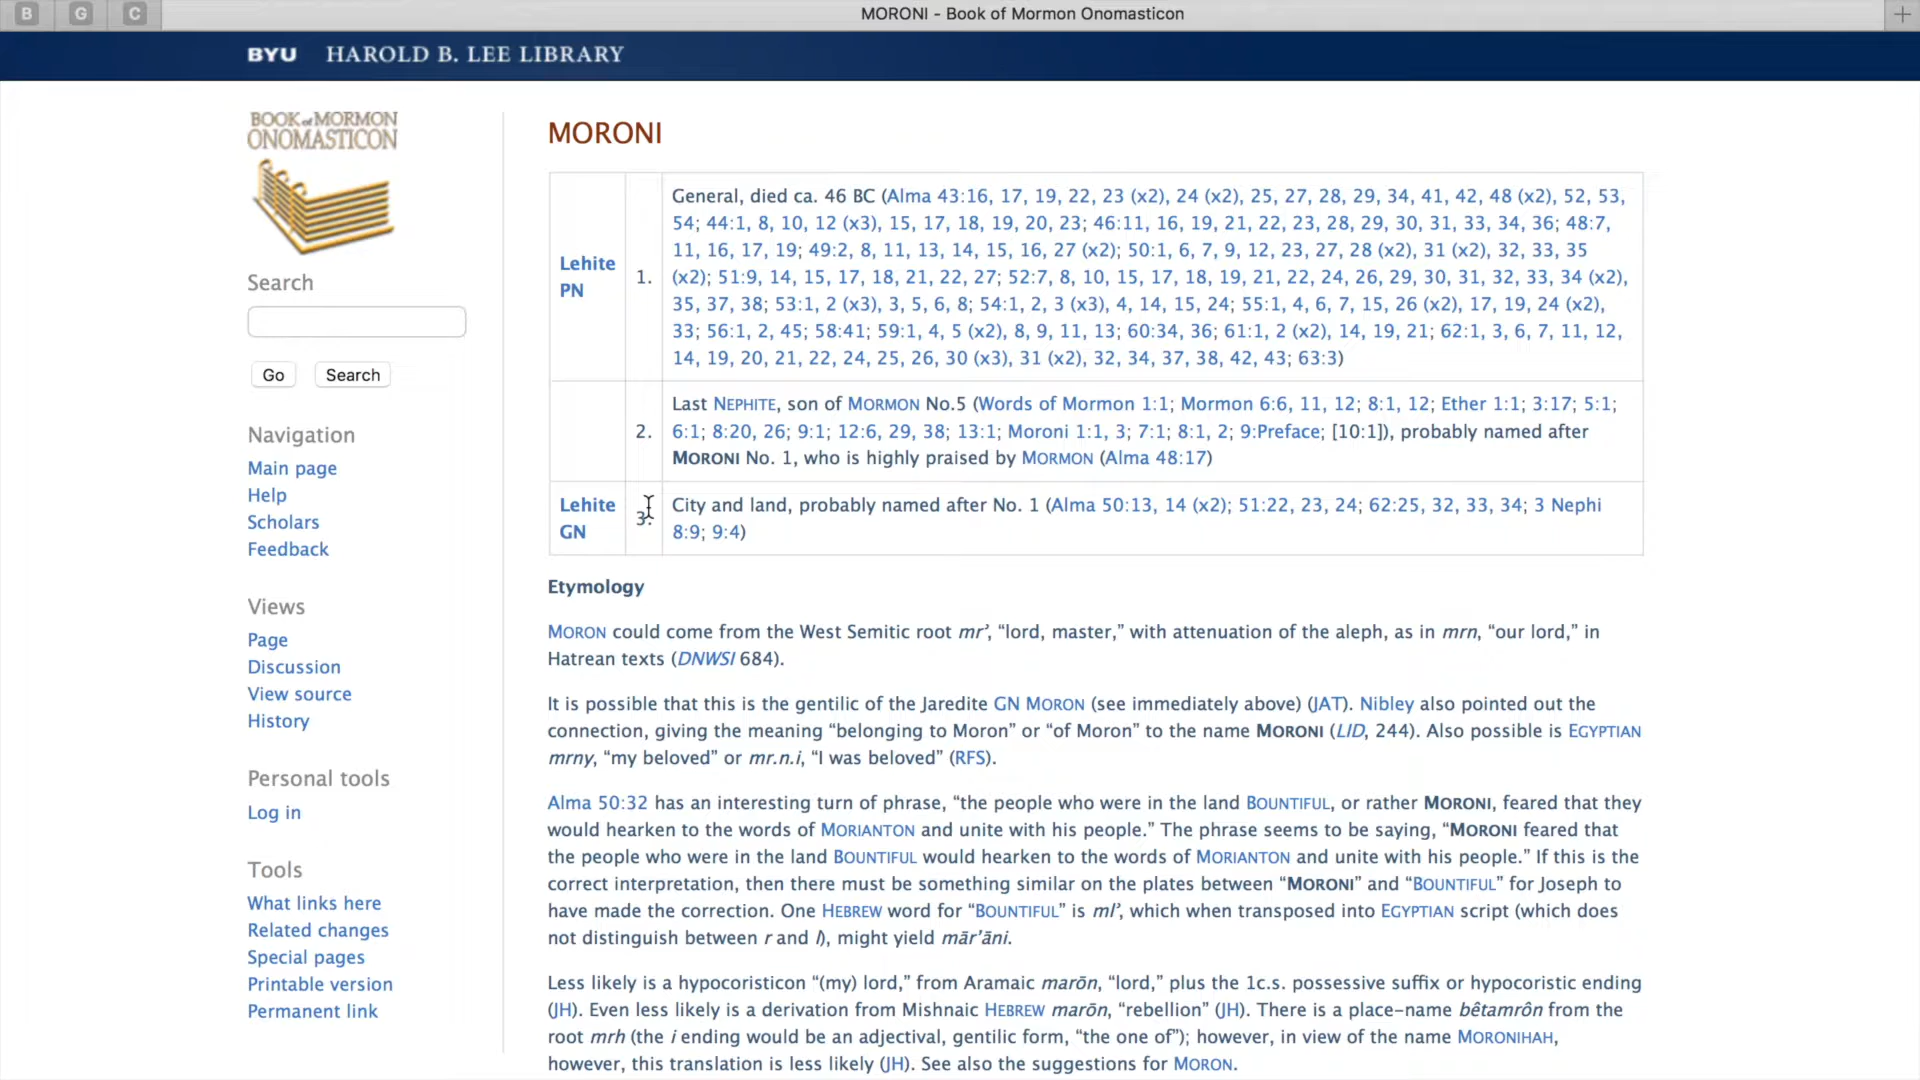 B G C MORONI - Book of Mormon Onomasticon +
BYU HAROLD B. LEE LIBRARY
BOOK of MORMON
ONOMASTICON
Search
Go Search
Navigation
Main page
Help
Scholars
Feedback
Views
Page
Discussion
View source
History
Personal tools
Log in
Tools
What links here
Related changes
Special pages
Printable version
Permanent link
MORONI
Lehite
PN
1.
General, died ca. 46 BC (Alma 43:16, 17, 19, 22, 23 (x2), 24 (x2), 25, 27, 28, 29, 34, 41, 42, 48 (x2), 52, 53,
54; 44:1, 8, 10, 12 (x3), 15, 17, 18, 19, 20, 23; 46:11, 16, 19, 21, 22, 23, 28, 29, 30, 31, 33, 34, 36; 48:7,
11, 16, 17, 19; 49:2, 8, 11, 13, 14, 15, 16, 27 (x2); 50:1, 6, 7, 9, 12, 23, 27, 28 (x2), 31 (x2), 32, 33, 35
(x2); 51:9, 14, 15, 17, 18, 21, 22, 27; 52:7, 8, 10, 15, 17, 18, 19, 21, 22, 24, 26, 29, 30, 31, 32, 33, 34 (x2),
35, 37, 38; 53:1, 2 (x3), 3, 5, 6, 8; 54:1, 2, 3 (x3), 4, 14, 15, 24; 55:1, 4, 6, 7, 15, 26 (x2), 17, 19, 24 (x2),
33; 56:1, 2, 45; 58:41; 59:1, 4, 5 (x2), 8, 9, 11, 13; 60:34, 36; 61:1, 2 (x2), 14, 19, 21; 62:1, 3, 6, 7, 11, 12,
14, 19, 20, 21, 22, 24, 25, 26, 30 (x3), 31 (x2), 32, 34, 37, 38, 42, 43; 63:3)
2.
Last NEPHITE, son of MORMON No.5 (Words of Mormon 1:1; Mormon 6:6, 11, 12; 8:1, 12; Ether 1:1; 3:17; 5:1;
6:1; 8:20, 26; 9:1; 12:6, 29, 38; 13:1; Moroni 1:1, 3; 7:1; 8:1, 2; 9:Preface; [10:1]), probably named after
MORONI No. 1, who is highly praised by MORMON (Alma 48:17)
Lehite
GN
3.
City and land, probably named after No. 1 (Alma 50:13, 14 (x2); 51:22, 23, 24; 62:25, 32, 33, 34; 3 Nephi
8:9; 9:4)
Etymology
MORON could come from the West Semitic root mrʾ, “lord, master,” with attenuation of the aleph, as in mrn, “our lord,” in
Hatrean texts (DNWSI 684).
It is possible that this is the gentilic of the Jaredite GN MORON (see immediately above) (JAT). Nibley also pointed out the
connection, giving the meaning “belonging to Moron” or “of Moron” to the name MORONI (LID, 244). Also possible is EGYPTIAN
mrny, “my beloved” or mr.n.i, “I was beloved” (RFS).
Alma 50:32 has an interesting turn of phrase, “the people who were in the land BOUNTIFUL, or rather MORONI, feared that they
would hearken to the words of MORIANTON and unite with his people.” The phrase seems to be saying, “MORONI feared that
the people who were in the land BOUNTIFUL would hearken to the words of MORIANTON and unite with his people.” If this is the
correct interpretation, then there must be something similar on the plates between “MORONI” and “BOUNTIFUL” for Joseph to
have made the correction. One HEBREW word for “BOUNTIFUL” is mlʾ, which when transposed into EGYPTIAN script (which does
not distinguish between r and l), might yield mārʾāni.
Less likely is a hypocoristicon “(my) lord,” from Aramaic marōn, “lord,” plus the 1c.s. possessive suffix or hypocoristic ending
(JH). Even less likely is a derivation from Mishnaic HEBREW marōn, “rebellion” (JH). There is a place-name bêtamrôn from the
root mrh (the i ending would be an adjectival, gentilic form, “the one of”); however, in view of the name MORONIHAH,
however, this translation is less likely (JH). See also the suggestions for MORON.